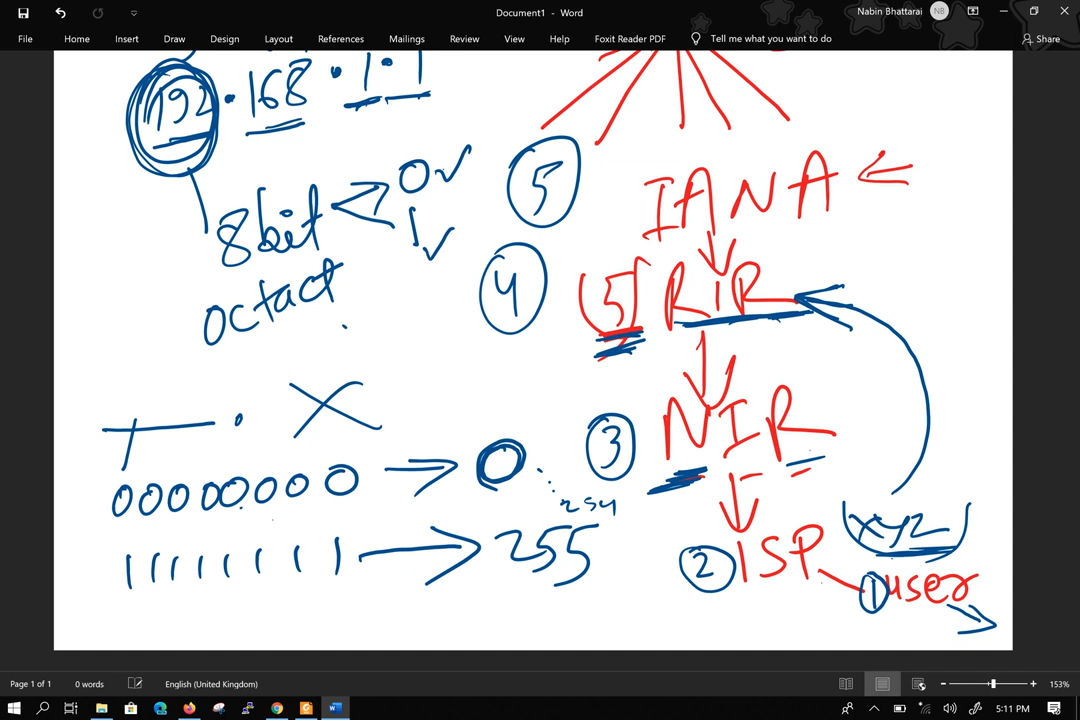 Document1 - Word
Nabin Bhattarai
NB
File Home Insert Draw Design Layout References Mailings Review View Help Foxit Reader PDF Tell me what you want to do Share
192.168.1.1
8bit
0
1
octact
. X
00000000 → 0
254
11111111 → 255
5 IANA
4 (5) RIR
3 NIR
2 ISP
xyz
1 user
Page 1 of 1 0 words English (United Kingdom) 153%
5:11 PM